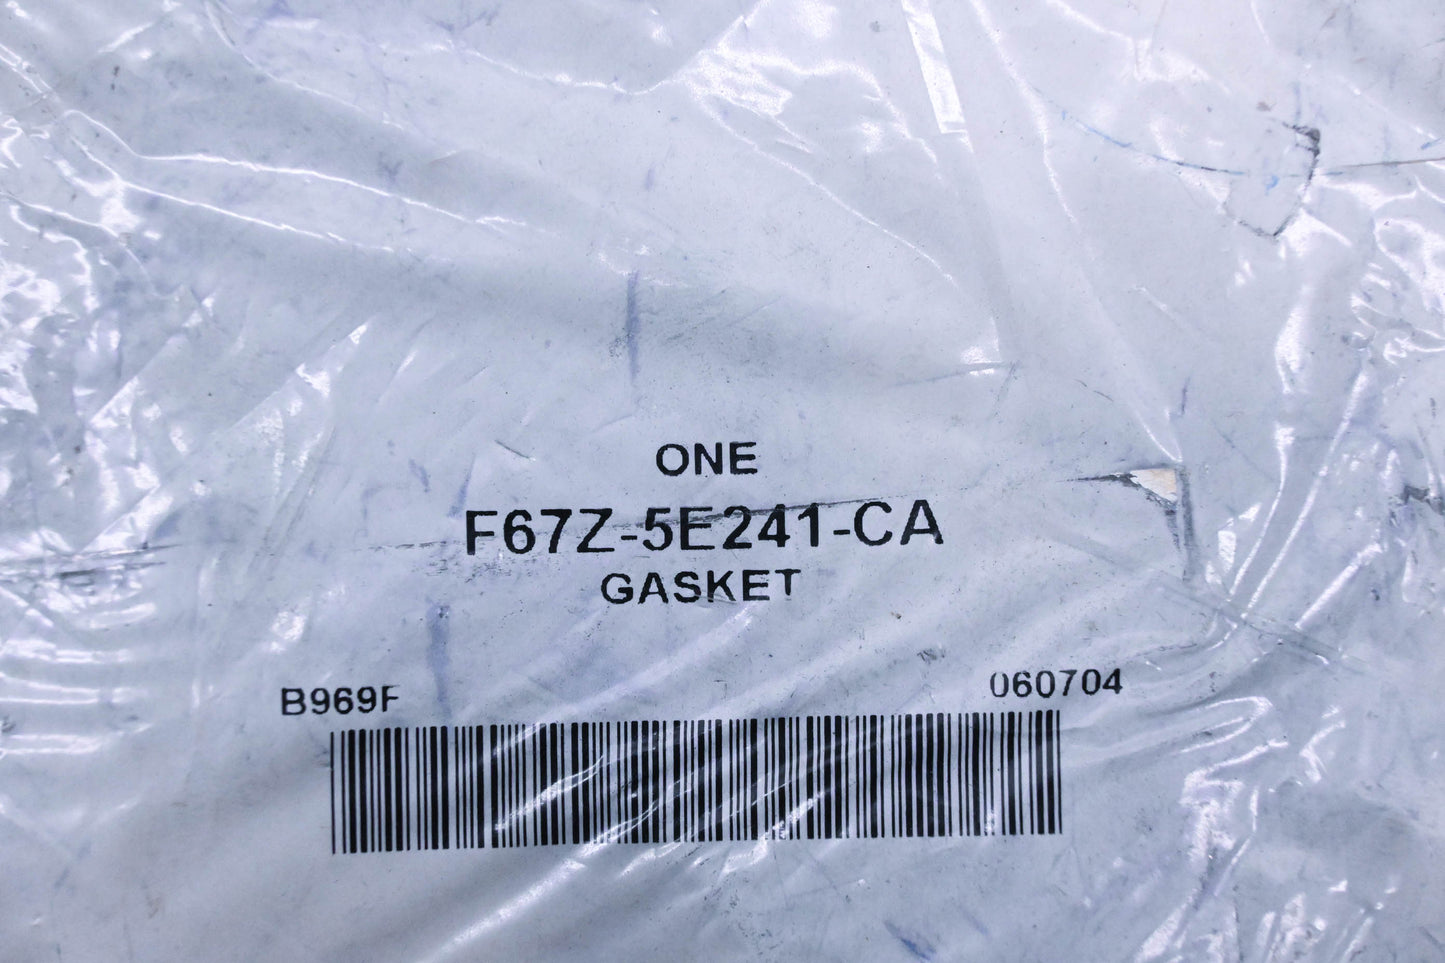 ONE
F67Z-5E241-CA
GASKET
B969F
060704